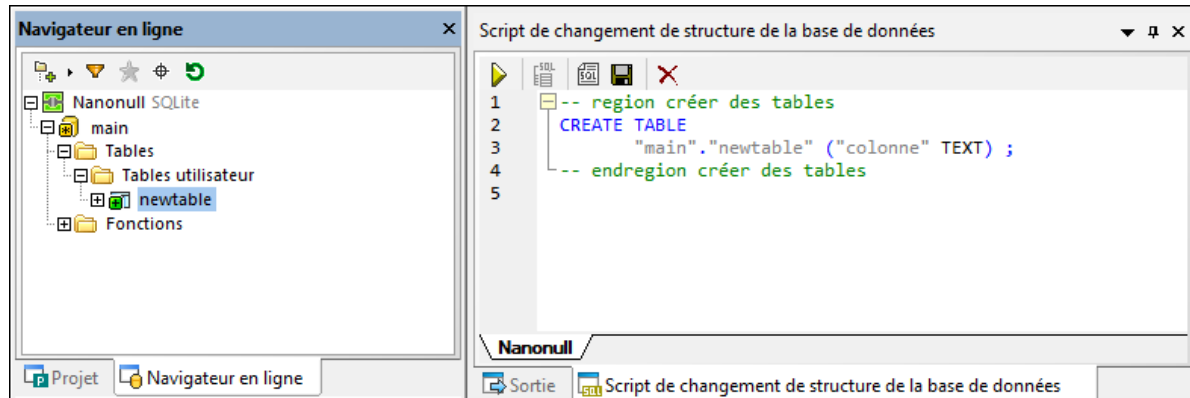 Navigateur en ligne
Nanonull SQLite
main
Tables
Tables utilisateur
newtable
Fonctions
Projet
Navigateur en ligne
Script de changement de structure de la base de données
1 -- region créer des tables
2 CREATE TABLE
3 "main"."newtable" ("colonne" TEXT) ;
4 -- endregion créer des tables
5
Nanonull
Sortie
Script de changement de structure de la base de données